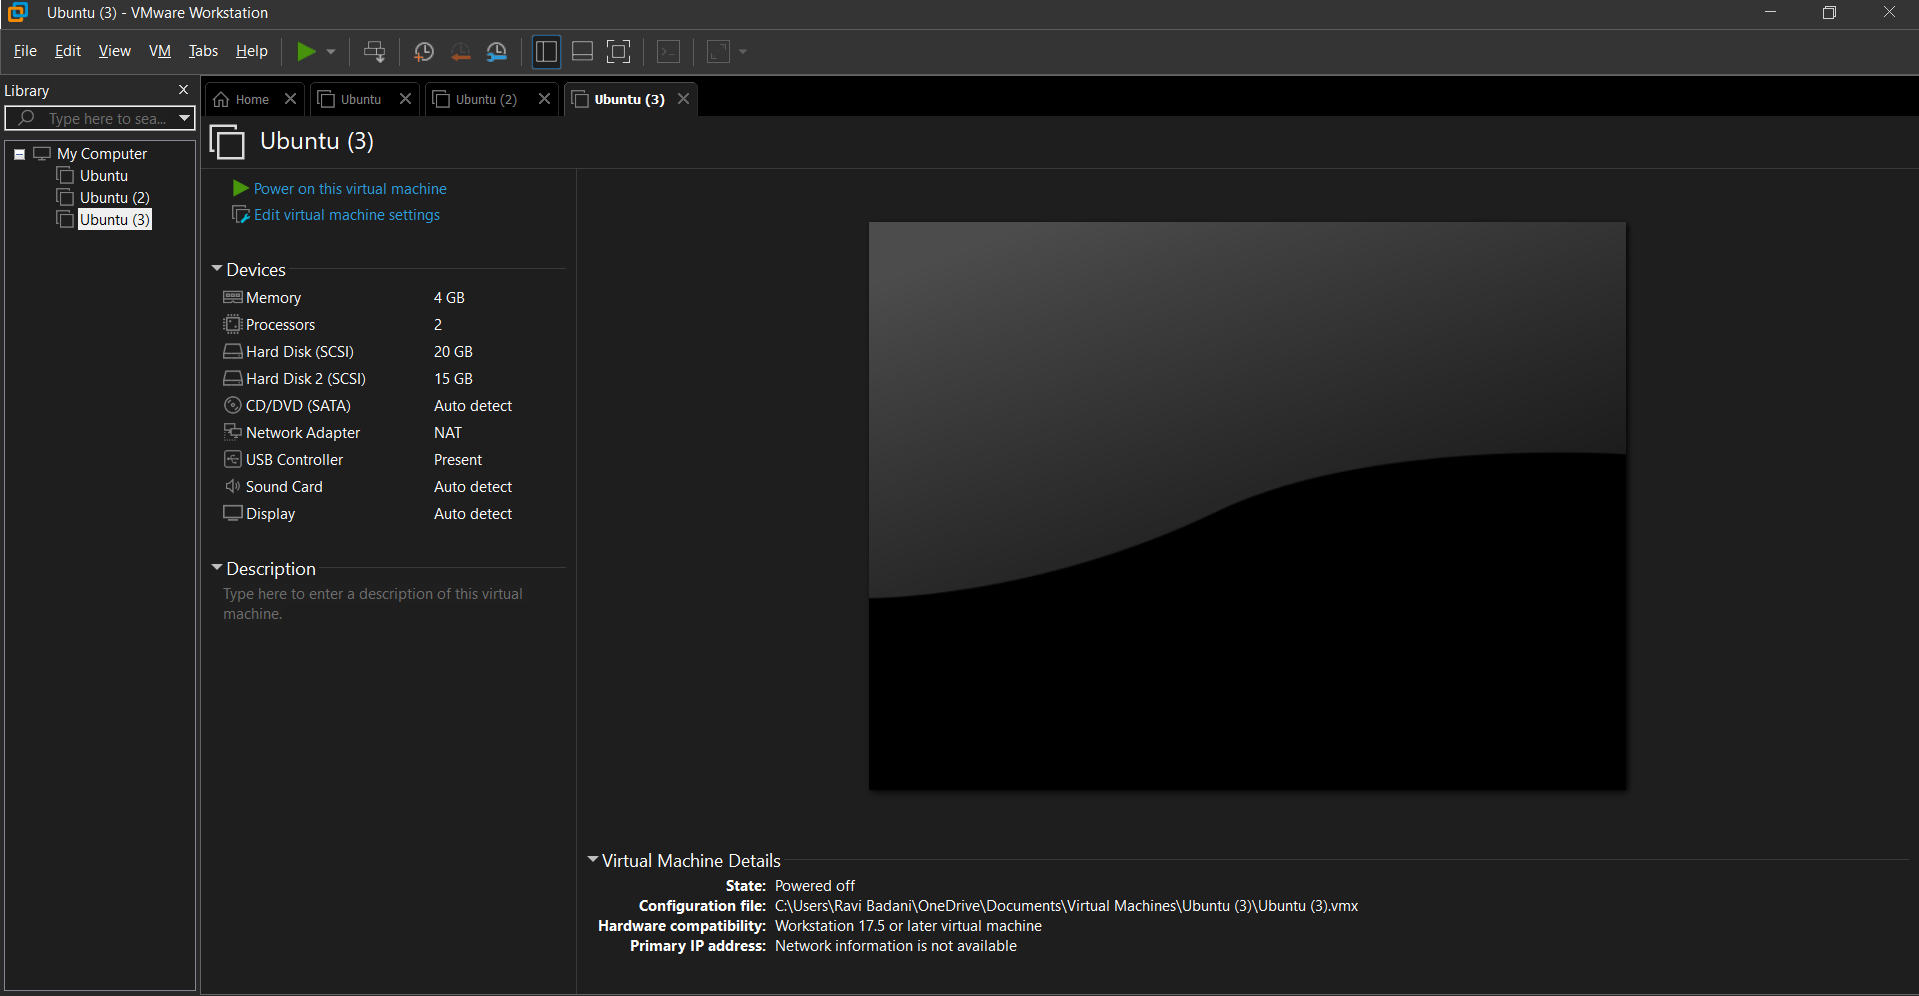 Ubuntu (3) - VMware Workstation
File Edit View VM Tabs Help
Library
Type here to sea...
My Computer
Ubuntu
Ubuntu (2)
Ubuntu (3)
Home Ubuntu Ubuntu (2) Ubuntu (3)
Ubuntu (3)
Power on this virtual machine
Edit virtual machine settings
Devices
Memory 4 GB
Processors 2
Hard Disk (SCSI) 20 GB
Hard Disk 2 (SCSI) 15 GB
CD/DVD (SATA) Auto detect
Network Adapter NAT
USB Controller Present
Sound Card Auto detect
Display Auto detect
Description
Type here to enter a description of this virtual
machine.
Virtual Machine Details
State: Powered off
Configuration file: C:\Users\Ravi Badani\OneDrive\Documents\Virtual Machines\Ubuntu (3)\Ubuntu (3).vmx
Hardware compatibility: Workstation 17.5 or later virtual machine
Primary IP address: Network information is not available